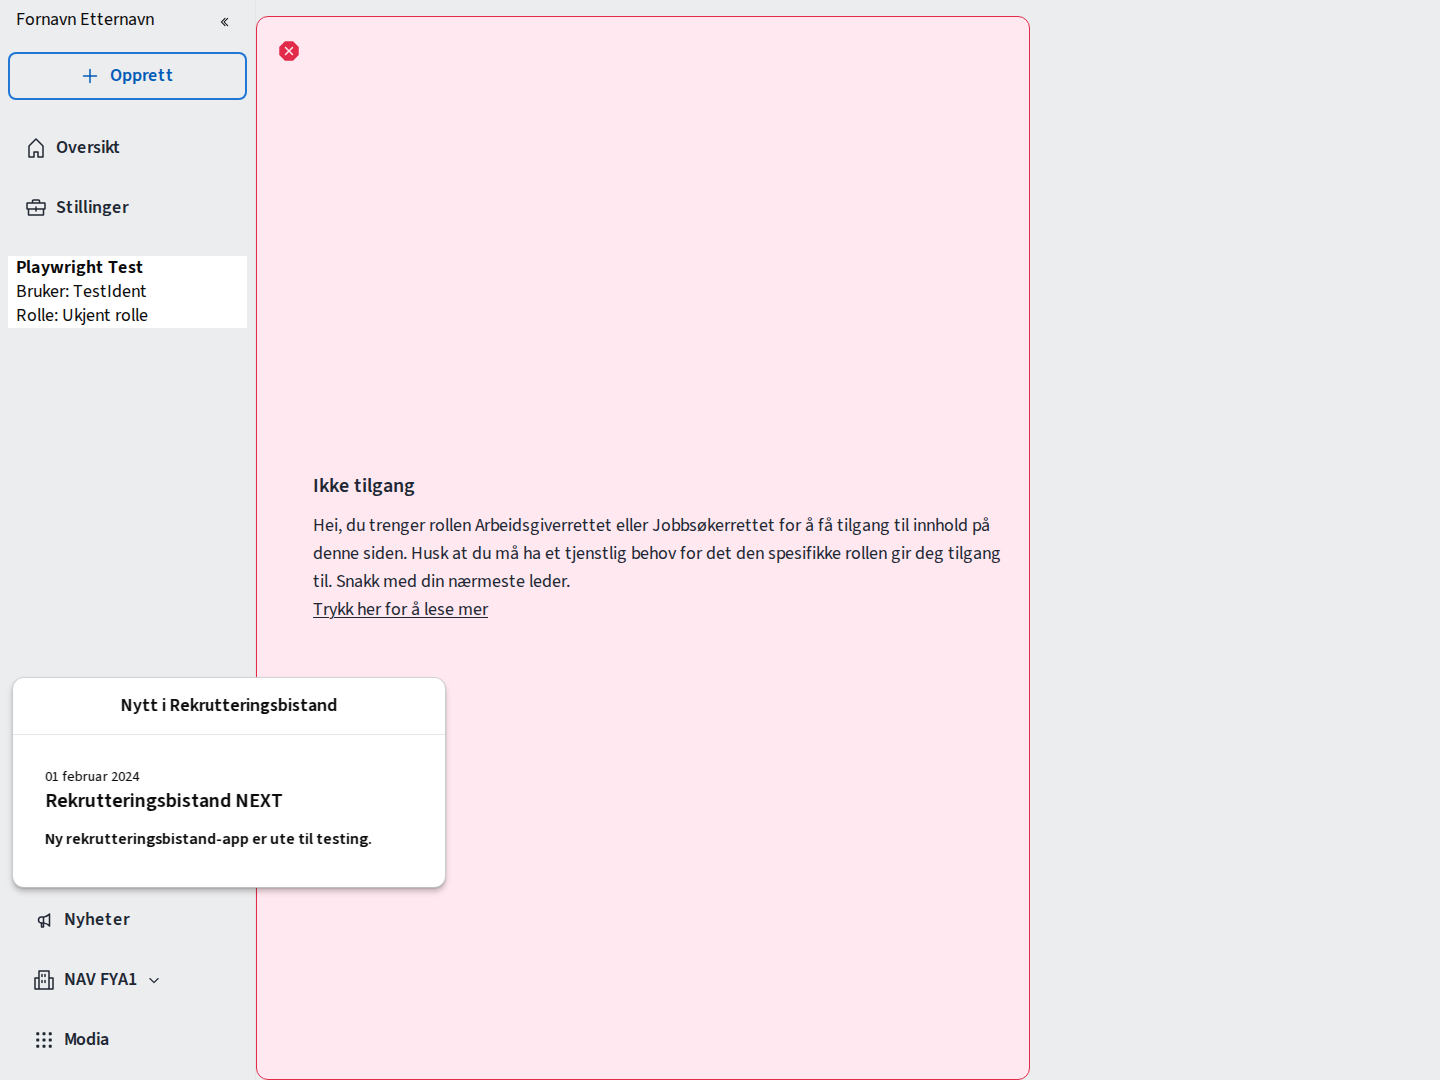 Fornavn Etternavn
Opprett
Oversikt
Stillinger
Playwright Test
Bruker: TestIdent
Rolle: Ukjent rolle
Ikke tilgang
Hei, du trenger rollen Arbeidsgiverrettet eller Jobbsøkerrettet for å få tilgang til innhold på
denne siden. Husk at du må ha et tjenstlig behov for det den spesifikke rollen gir deg tilgang
til. Snakk med din nærmeste leder.
Trykk her for å lese mer
Nytt i Rekrutteringsbistand
01 februar 2024
Rekrutteringsbistand NEXT
Ny rekrutteringsbistand-app er ute til testing.
Nyheter
NAV FYA1
Modia